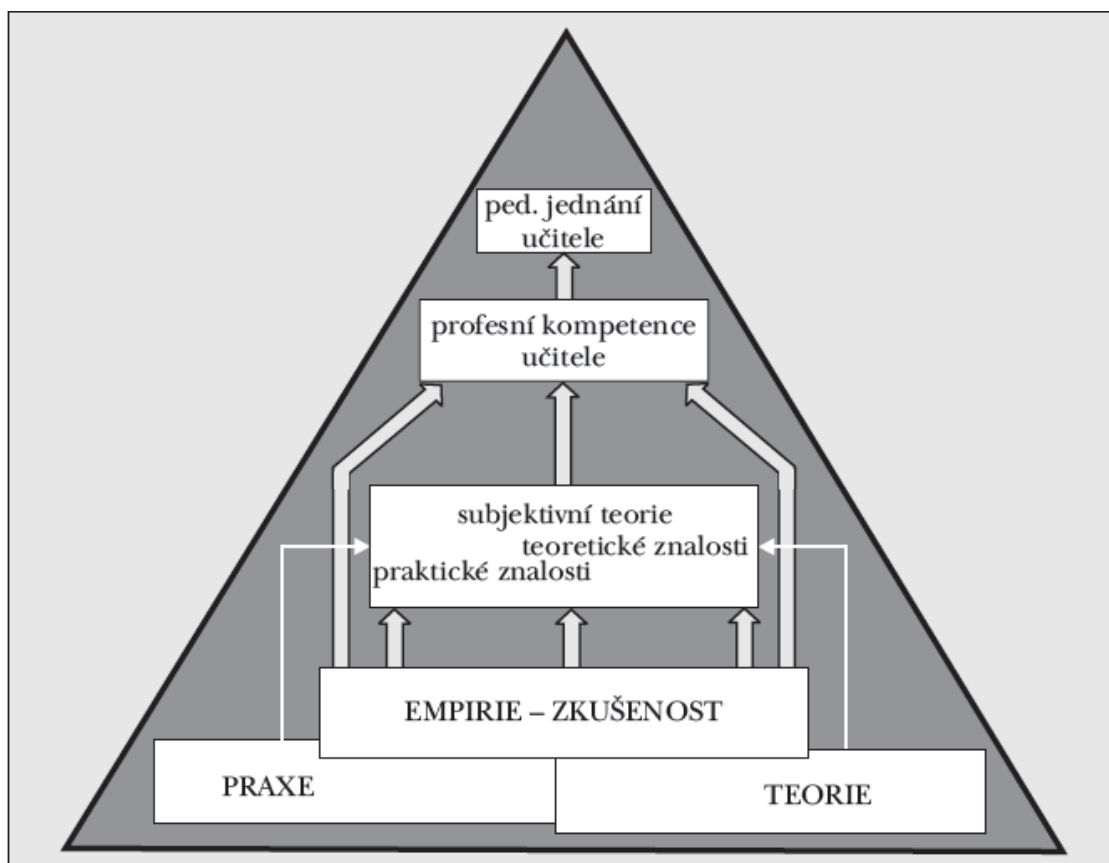 ped. jednání
učitele
profesní kompetence
učitele
subjektivní teorie
teoretické znalosti
praktické znalosti
EMPIRIE – ZKUŠENOST
PRAXE
TEORIE